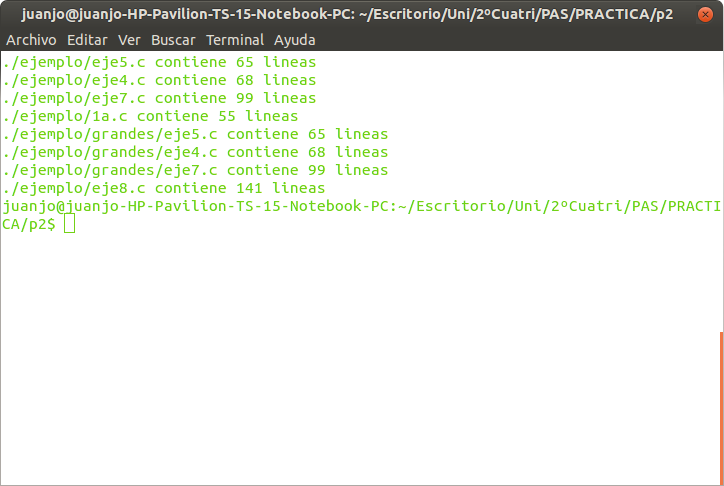 juanjo@juanjo-HP-Pavilion-TS-15-Notebook-PC: ~/Escritorio/Uni/2ºCuatri/PAS/PRACTICA/p2
Archivo Editar Ver Buscar Terminal Ayuda
./ejemplo/eje5.c contiene 65 lineas
./ejemplo/eje4.c contiene 68 lineas
./ejemplo/eje7.c contiene 99 lineas
./ejemplo/1a.c contiene 55 lineas
./ejemplo/grandes/eje5.c contiene 65 lineas
./ejemplo/grandes/eje4.c contiene 68 lineas
./ejemplo/grandes/eje7.c contiene 99 lineas
./ejemplo/eje8.c contiene 141 lineas
juanjo@juanjo-HP-Pavilion-TS-15-Notebook-PC:~/Escritorio/Uni/2ºCuatri/PAS/PRACTI
CA/p2$